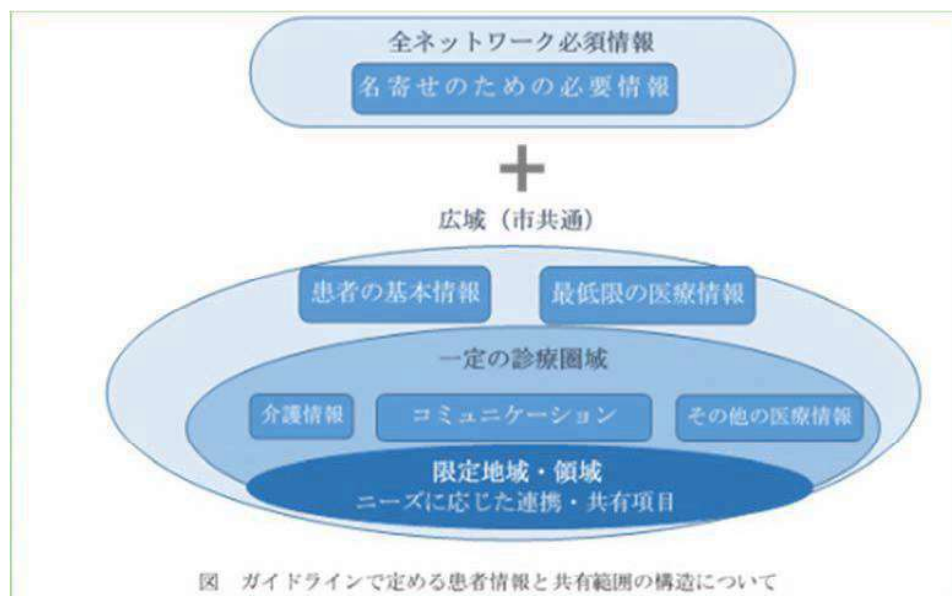 全ネットワーク必須情報
名寄せのための必要情報
+
広域（市共通）
患者の基本情報
最低限の医療情報
一定の診療圏域
介護情報
コミュニケーション
その他の医療情報
限定地域・領域
ニーズに応じた連携・共有項目
図　ガイドラインで定める患者情報と共有範囲の構造について